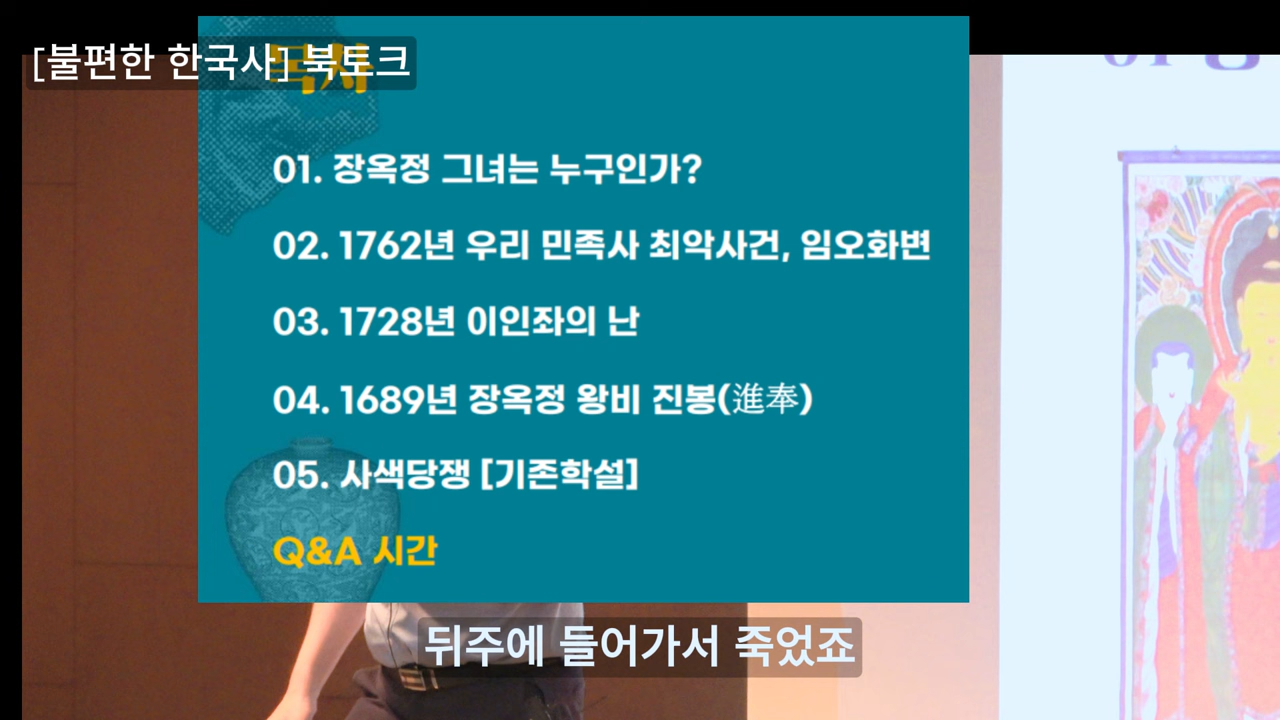 [불편한 한국사] 북토크
01. 장옥정 그녀는 누구인가?
02. 1762년 우리 민족사 최악사건, 임오화변
03. 1728년 이인좌의 난
04. 1689년 장옥정 왕비 진봉(進奉)
05. 사색당쟁 [기존학설]
Q&A 시간
뒤주에 들어가서 죽었죠